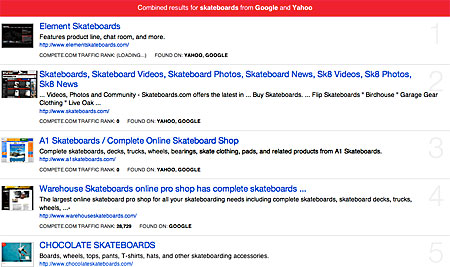 Combined results for skateboards from Google and Yahoo
1
Element Skateboards
Features product line, chat room, and more.
http://www.elementskateboards.com/
COMPETE.COM TRAFFIC RANK: (LOADING...) FOUND ON: YAHOO, GOOGLE
2
Skateboards, Skateboard Videos, Skateboard Photos, Skateboard News, Sk8 Videos, Sk8 Photos,
Sk8 News
... Videos, Photos and Community - Skateboards.com offers the latest in ... Buy Skateboards. ... Flip Skateboards " Birdhouse " Garage Gear
Clothing " Live Oak ...
http://www.skateboards.com/
COMPETE.COM TRAFFIC RANK: 0 FOUND ON: YAHOO, GOOGLE
3
A1 Skateboards / Complete Online Skateboard Shop
Complete skateboards, decks, trucks, wheels, bearings, skate clothing, pads, and related products from A1 Skateboards.
http://www.a1skateboards.com/
COMPETE.COM TRAFFIC RANK: 0 FOUND ON: YAHOO, GOOGLE
4
Warehouse Skateboards online pro shop has complete skateboards ...
The largest online skateboard pro shop for all your skateboarding needs including complete skateboards, skateboard decks, trucks,
wheels, ...-
http://www.warehouseskateboards.com/
COMPETE.COM TRAFFIC RANK: 28,729 FOUND ON: GOOGLE
5
CHOCOLATE SKATEBOARDS
Boards, wheels, tops, pants, T-shirts, hats, and other skateboarding accessories.
http://www.chocolateskateboards.com/